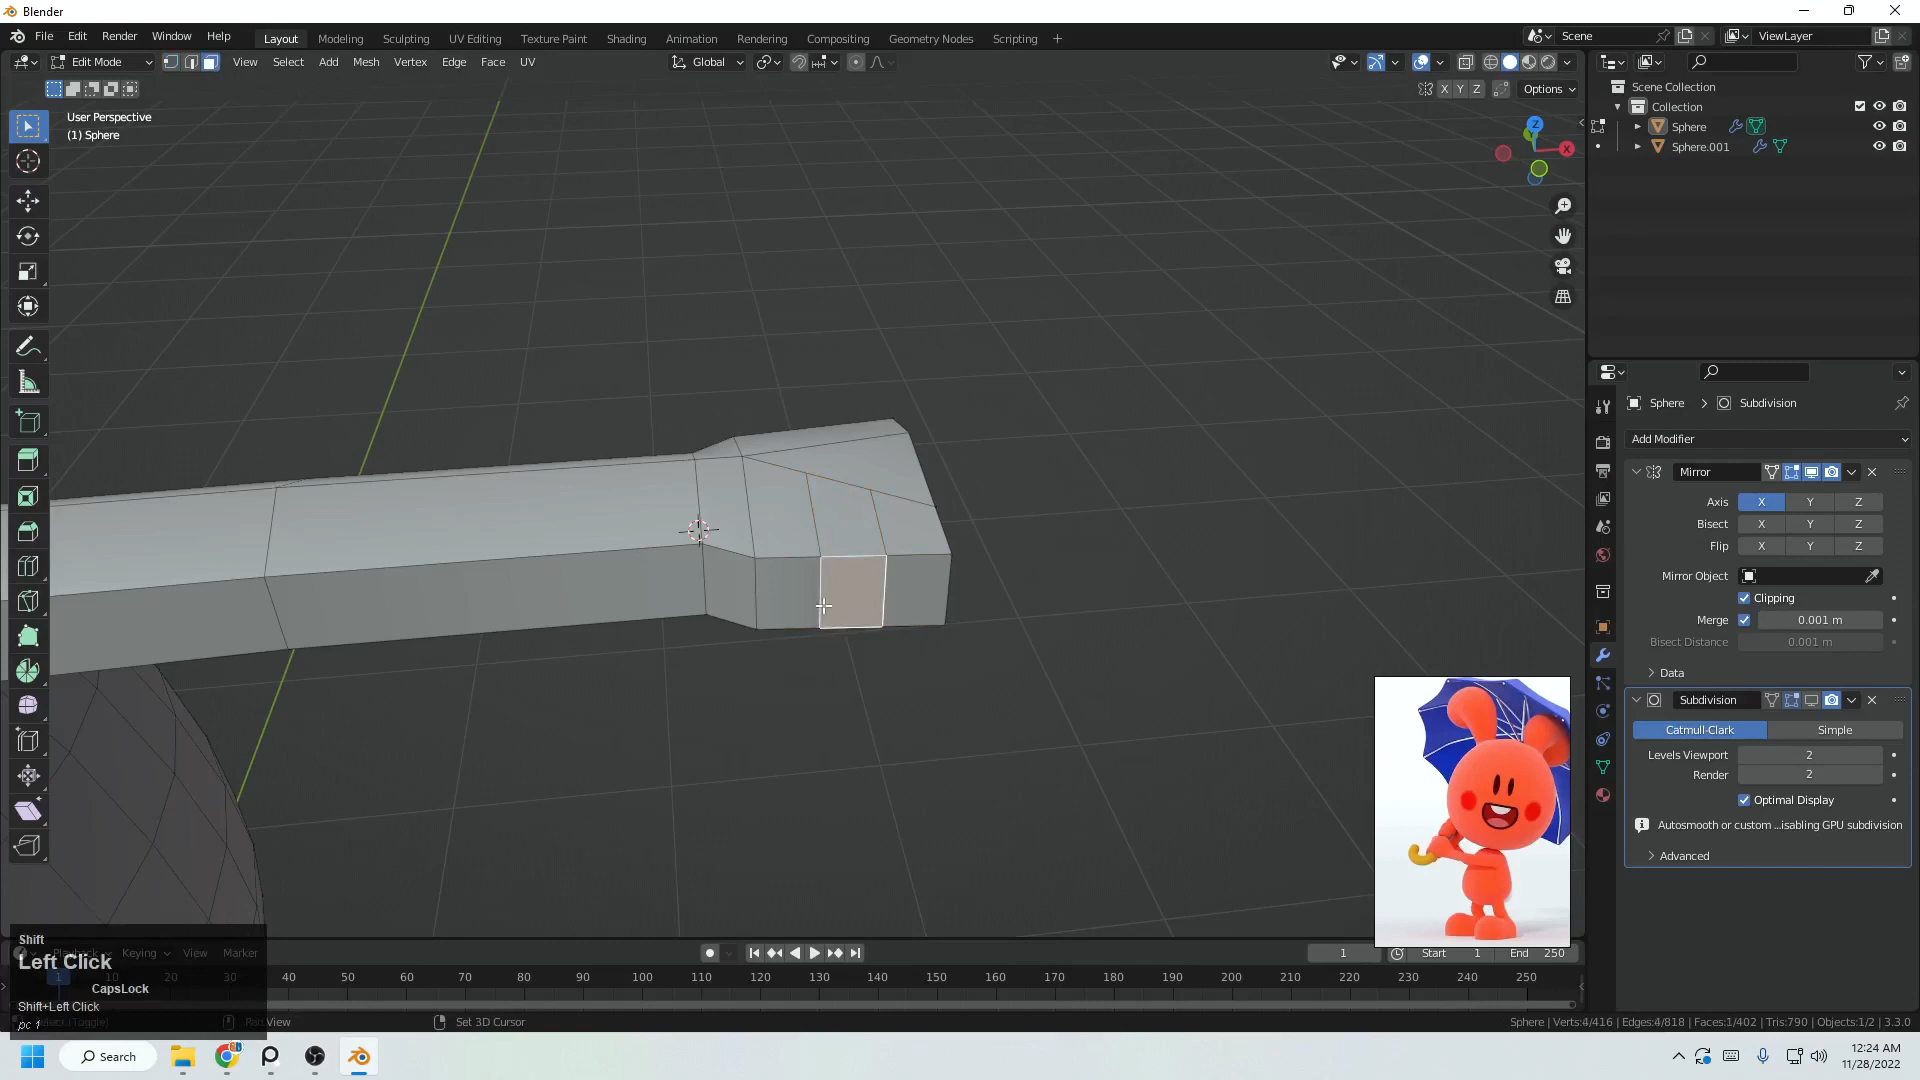 Blender
File Edit Render Window Help
Layout Modeling Sculpting UV Editing Texture Paint Shading Animation Rendering Compositing Geometry Nodes Scripting +
Scene
ViewLayer
Edit Mode
View Select Add Mesh Vertex Edge Face UV
Global
X Y Z
Options
User Perspective
(1) Sphere
Z
X
Scene Collection
Collection
Sphere
Sphere.001
Sphere > Subdivision
Add Modifier
Mirror
Axis X Y Z
Bisect X Y Z
Flip X Y Z
Mirror Object
Clipping
Merge 0.001 m
Bisect Distance 0.001 m
Data
Subdivision
Catmull-Clark Simple
Levels Viewport 2
Render 2
Optimal Display
Autosmooth or custom ...isabling GPU subdivision
Advanced
Shift
Left Click
CapsLock
Shift+Left Click
Playback Keying View Marker
1 Start 1 End 250
1 10 20 30 40 50 60 70 80 90 100 110 120 130 140 150 160 170 180 190 200 210 220 230 240 250
Select (Toggle) Pan View Set 3D Cursor
Sphere | Verts:4/416 | Edges:4/818 | Faces:1/402 | Tris:790 | Objects:1/2 | 3.3.0
Search
12:24 AM
11/28/2022